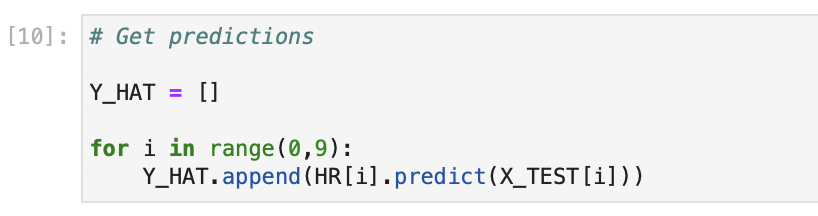 [10]: # Get predictions
Y_HAT = []
for i in range(0,9):
    Y_HAT.append(HR[i].predict(X_TEST[i]))